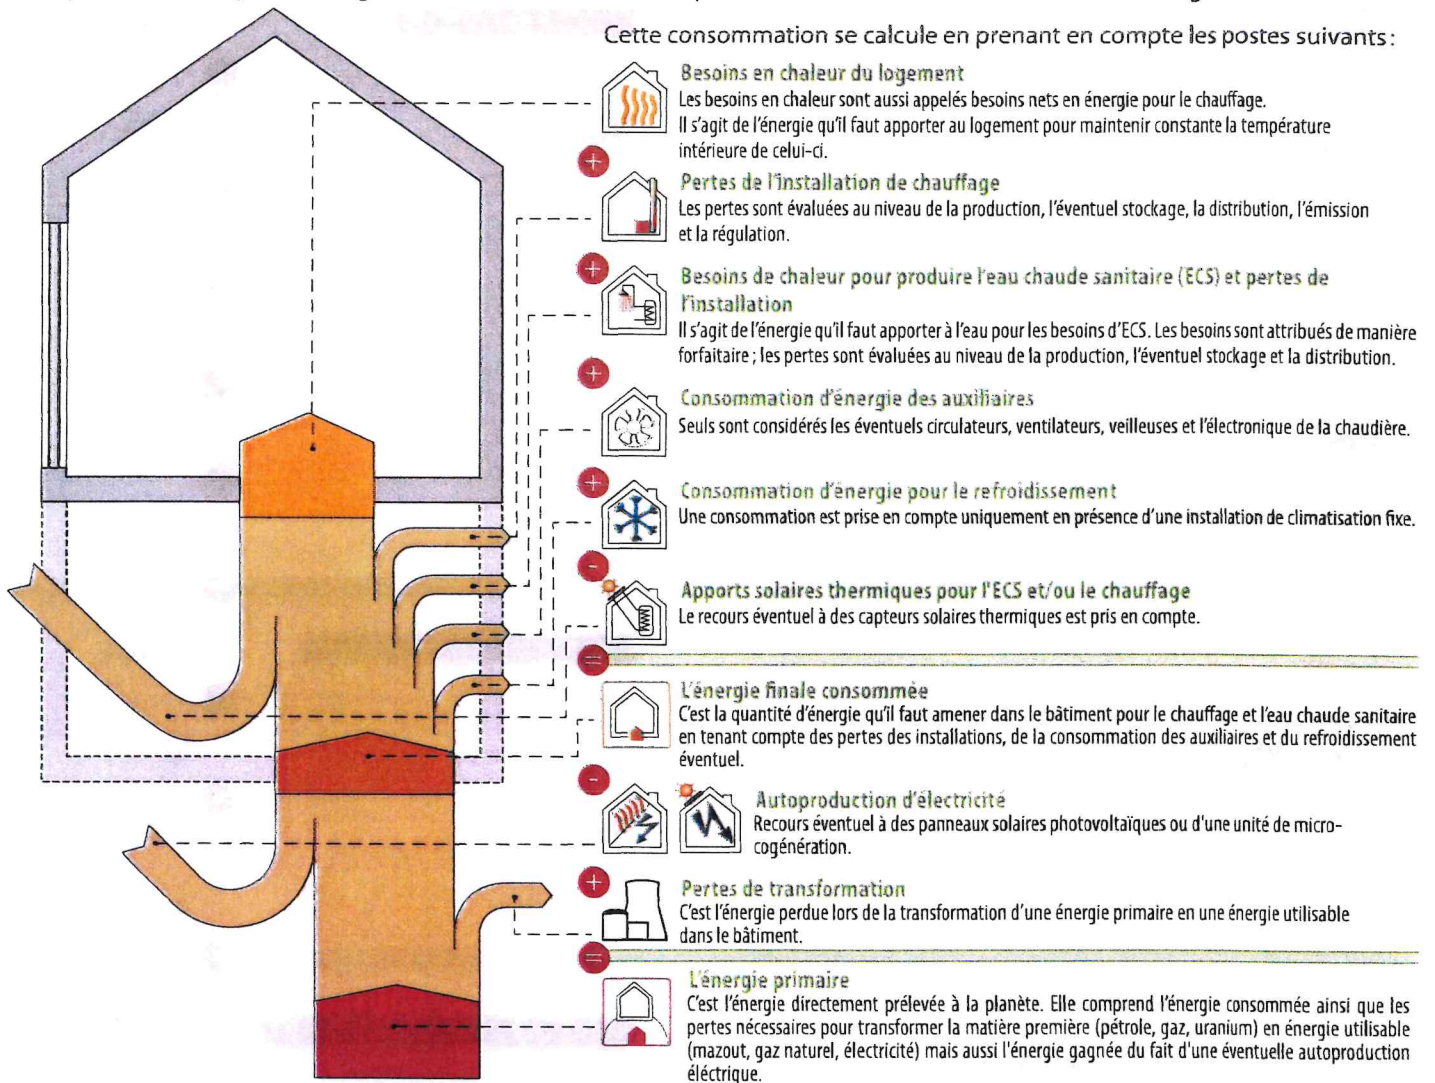 Cette consommation se calcule en prenant en compte les postes suivants :
Besoins en chaleur du logement
Les besoins en chaleur sont aussi appelés besoins nets en énergie pour le chauffage.
Il s'agit de l'énergie qu'il faut apporter au logement pour maintenir constante la température
intérieure de celui-ci.
+
Pertes de l'installation de chauffage
Les pertes sont évaluées au niveau de la production, l'éventuel stockage, la distribution, l'émission
et la régulation.
+
Besoins de chaleur pour produire l'eau chaude sanitaire (ECS) et pertes de
l'installation
Il s'agit de l'énergie qu'il faut apporter à l'eau pour les besoins d'ECS. Les besoins sont attribués de manière
forfaitaire ; les pertes sont évaluées au niveau de la production, l'éventuel stockage et la distribution.
+
Consommation d'énergie des auxiliaires
Seuls sont considérés les éventuels circulateurs, ventilateurs, veilleuses et l'électronique de la chaudière.
+
Consommation d'énergie pour le refroidissement
Une consommation est prise en compte uniquement en présence d'une installation de climatisation fixe.
-
Apports solaires thermiques pour l'ECS et/ou le chauffage
Le recours éventuel à des capteurs solaires thermiques est pris en compte.
=
L'énergie finale consommée
C'est la quantité d'énergie qu'il faut amener dans le bâtiment pour le chauffage et l'eau chaude sanitaire
en tenant compte des pertes des installations, de la consommation des auxiliaires et du refroidissement
éventuel.
-
Autoproduction d'électricité
Recours éventuel à des panneaux solaires photovoltaïques ou d'une unité de micro-
cogénération.
+
Pertes de transformation
C'est l'énergie perdue lors de la transformation d'une énergie primaire en une énergie utilisable
dans le bâtiment.
=
L'énergie primaire
C'est l'énergie directement prélevée à la planète. Elle comprend l'énergie consommée ainsi que les
pertes nécessaires pour transformer la matière première (pétrole, gaz, uranium) en énergie utilisable
(mazout, gaz naturel, électricité) mais aussi l'énergie gagnée du fait d'une éventuelle autoproduction
éléctrique.